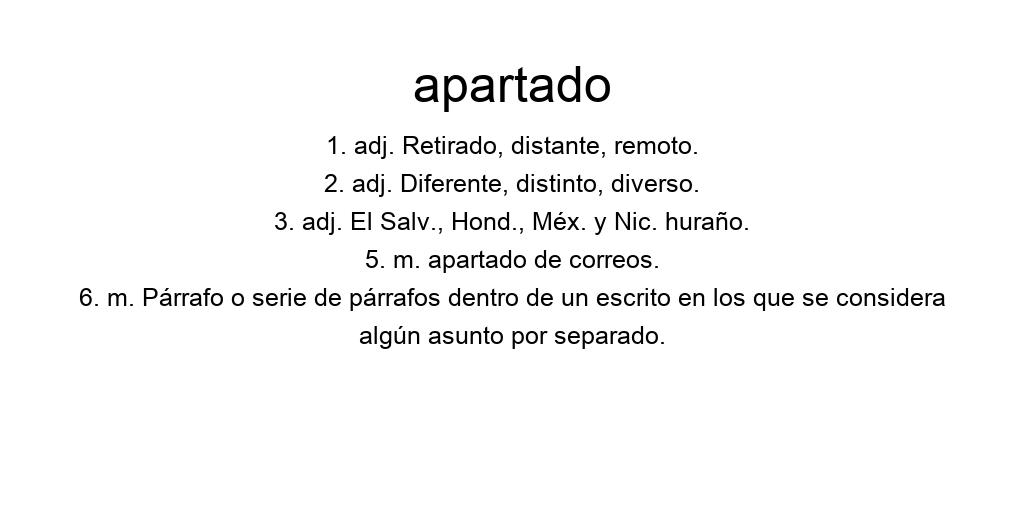 apartado
1. adj. Retirado, distante, remoto.
2. adj. Diferente, distinto, diverso.
3. adj. El Salv., Hond., Méx. y Nic. huraño.
5. m. apartado de correos.
6. m. Párrafo o serie de párrafos dentro de un escrito en los que se considera
algún asunto por separado.